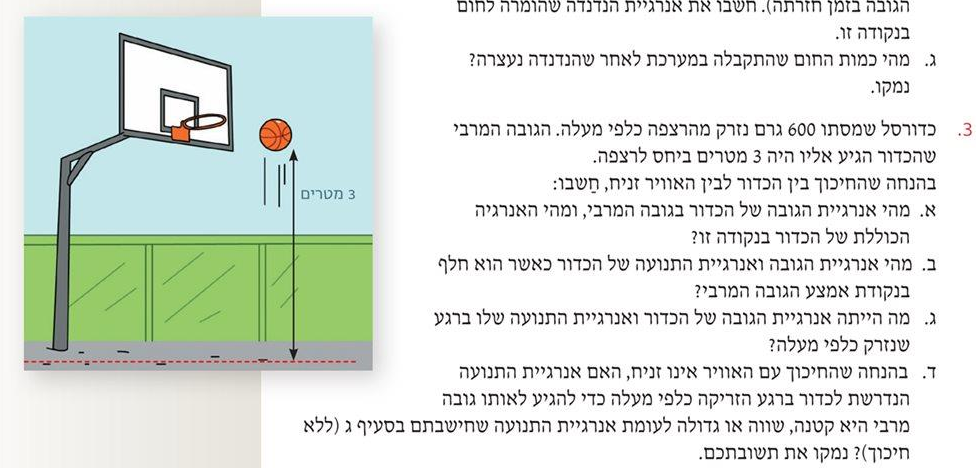 הגובה בזמן חזרתה). חשבו את אנרגיית הנדנדה שהומרה לחום
בנקודה זו.
ג. מהי כמות החום שהתקבלה במערכת לאחר שהנדנדה נעצרה?
נמקו.
3. כדורסל שמסתו 600 גרם נזרק מהרצפה כלפי מעלה. הגובה המרבי
שהכדור הגיע אליו היה 3 מטרים ביחס לרצפה.
בהנחה שהחיכוך בין הכדור לבין האוויר זניח, חַשבו:
א. מהי אנרגיית הגובה של הכדור בגובה המרבי, ומהי האנרגיה
הכוללת של הכדור בנקודה זו?
ב. מהי אנרגיית הגובה ואנרגיית התנועה של הכדור כאשר הוא חלף
בנקודת אמצע הגובה המרבי?
ג. מה הייתה אנרגיית הגובה של הכדור ואנרגיית התנועה שלו ברגע
שנזרק כלפי מעלה?
ד. בהנחה שהחיכוך עם האוויר אינו זניח, האם אנרגיית התנועה
הנדרשת לכדור ברגע הזריקה כלפי מעלה כדי להגיע לאותו גובה
מרבי היא קטנה, שווה או גדולה לעומת אנרגיית התנועה שחישבתם בסעיף ג (ללא
חיכוך)? נמקו את תשובתכם.
3 מטרים